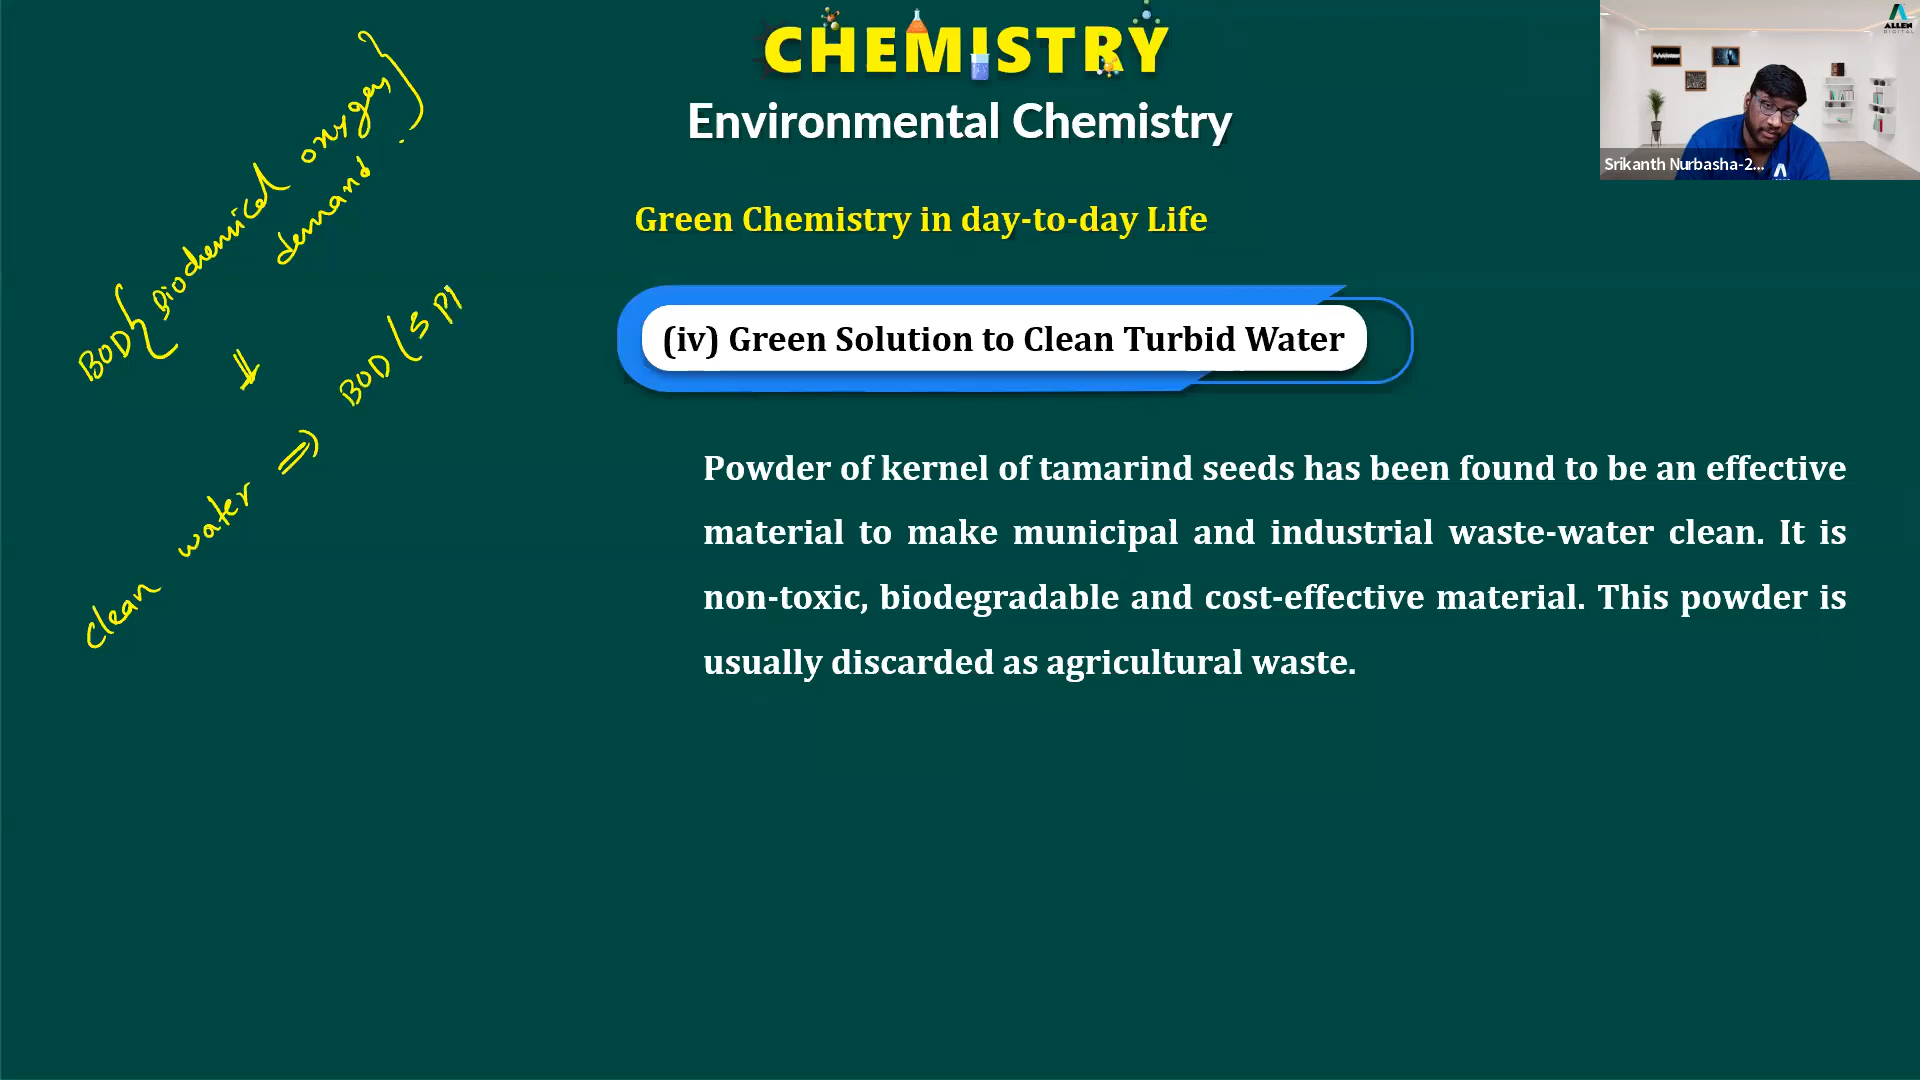 CHEMISTRY
Environmental Chemistry
ALLEN
DIGITAL
Srikanth Nurbasha-2...
Green Chemistry in day-to-day Life
(iv) Green Solution to Clean Turbid Water
Powder of kernel of tamarind seeds has been found to be an effective
material to make municipal and industrial waste-water clean. It is
non-toxic, biodegradable and cost-effective material. This powder is
usually discarded as agricultural waste.
BOD { Biochemical oxygen }
demand
clean water ⇒ BOD (5 PP